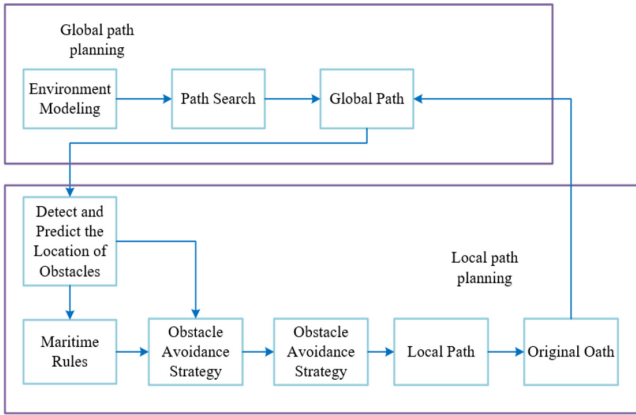 Global path
planning
Environment
Modeling
Path Search
Global Path
Detect and
Predict the
Location of
Obstacles
Local path
planning
Maritime
Rules
Obstacle
Avoidance
Strategy
Obstacle
Avoidance
Strategy
Local Path
Original Oath